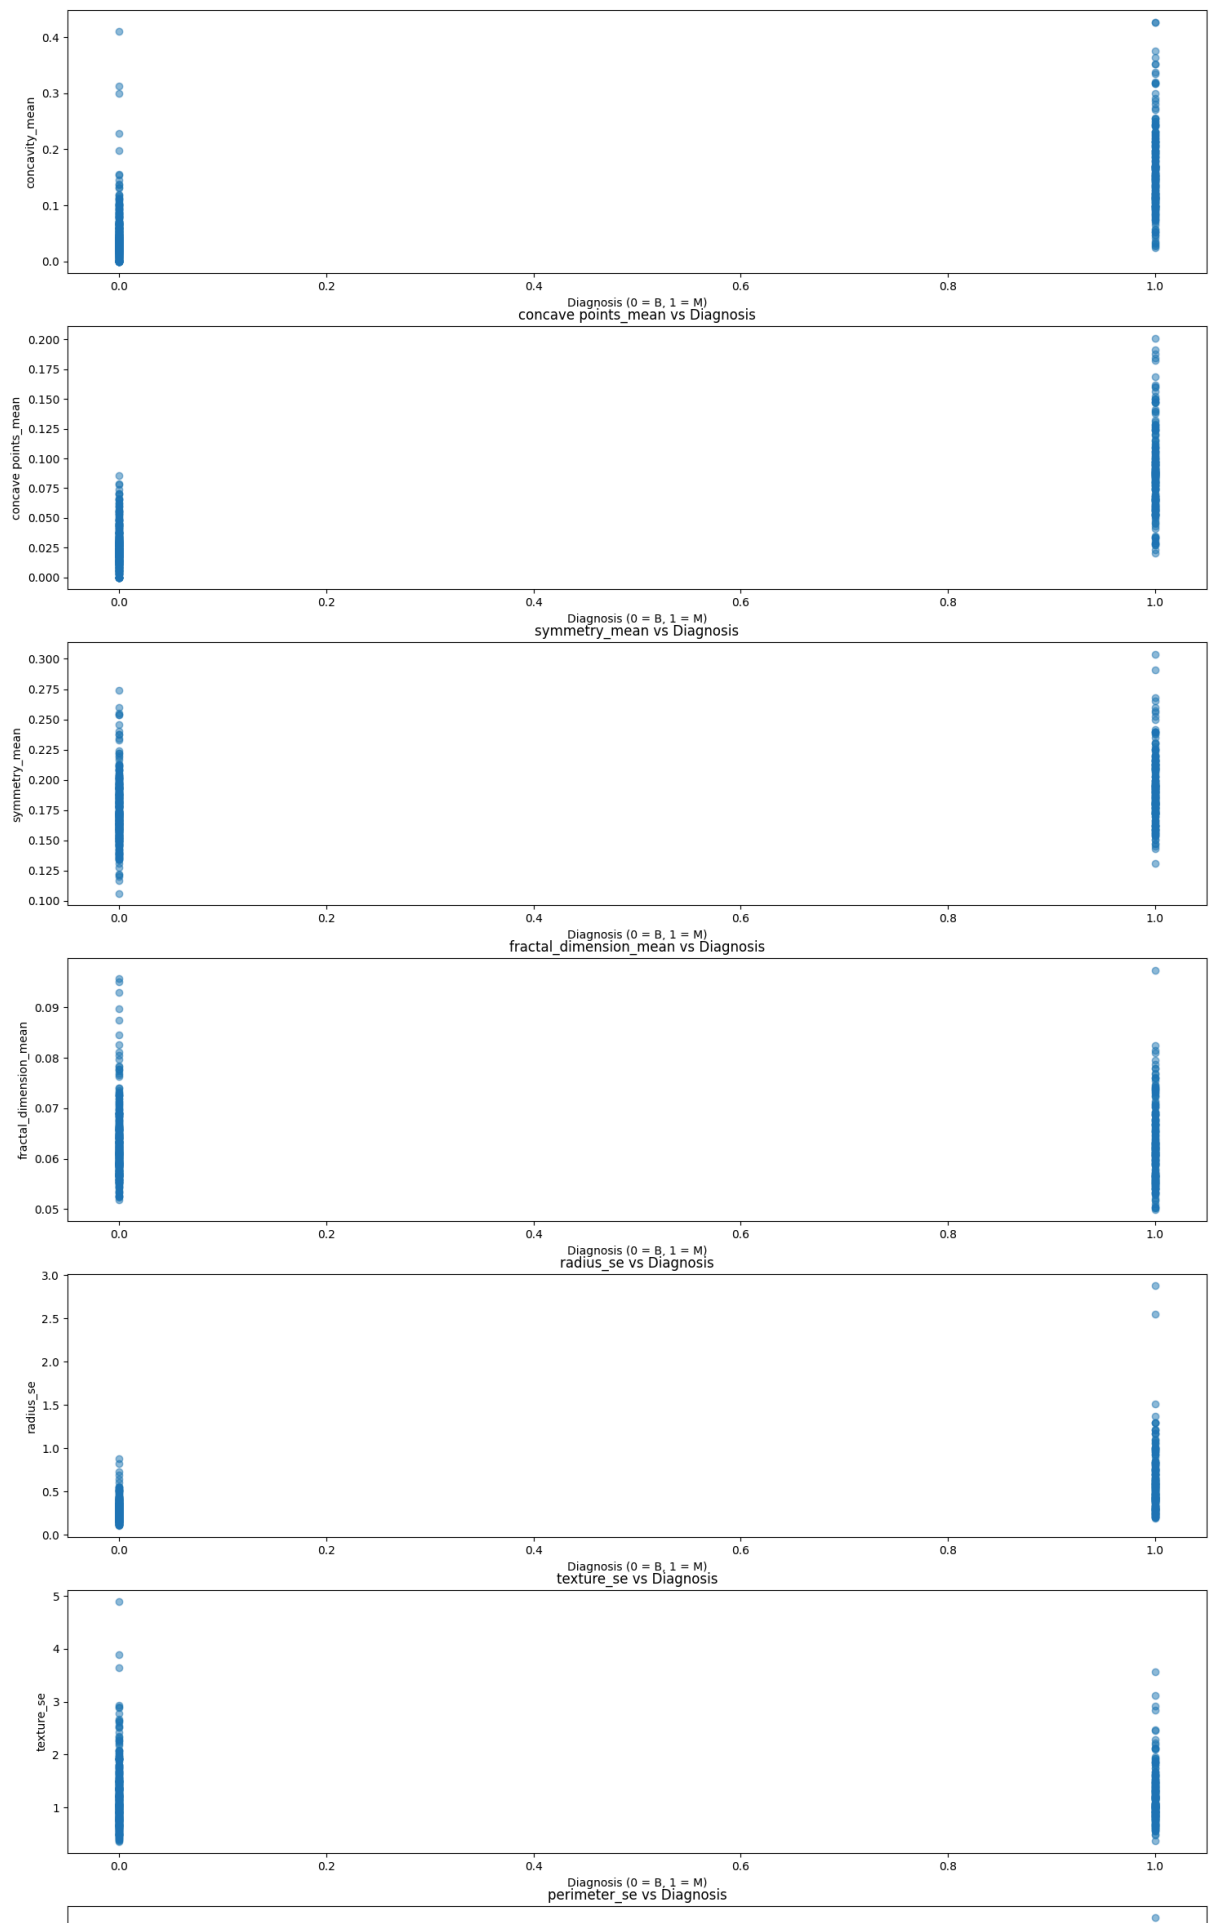 0.4
0.3
0.2
0.1
0.0
concavity_mean
0.0 0.2 0.4 0.6 0.8 1.0
Diagnosis (0 = B, 1 = M)
concave points_mean vs Diagnosis
0.200
0.175
0.150
0.125
0.100
0.075
0.050
0.025
0.000
concave points_mean
0.0 0.2 0.4 0.6 0.8 1.0
Diagnosis (0 = B, 1 = M)
symmetry_mean vs Diagnosis
0.300
0.275
0.250
0.225
0.200
0.175
0.150
0.125
0.100
symmetry_mean
0.0 0.2 0.4 0.6 0.8 1.0
Diagnosis (0 = B, 1 = M)
fractal_dimension_mean vs Diagnosis
0.09
0.08
0.07
0.06
0.05
fractal_dimension_mean
0.0 0.2 0.4 0.6 0.8 1.0
Diagnosis (0 = B, 1 = M)
radius_se vs Diagnosis
3.0
2.5
2.0
1.5
1.0
0.5
0.0
radius_se
0.0 0.2 0.4 0.6 0.8 1.0
Diagnosis (0 = B, 1 = M)
texture_se vs Diagnosis
5
4
3
2
1
texture_se
0.0 0.2 0.4 0.6 0.8 1.0
Diagnosis (0 = B, 1 = M)
perimeter_se vs Diagnosis